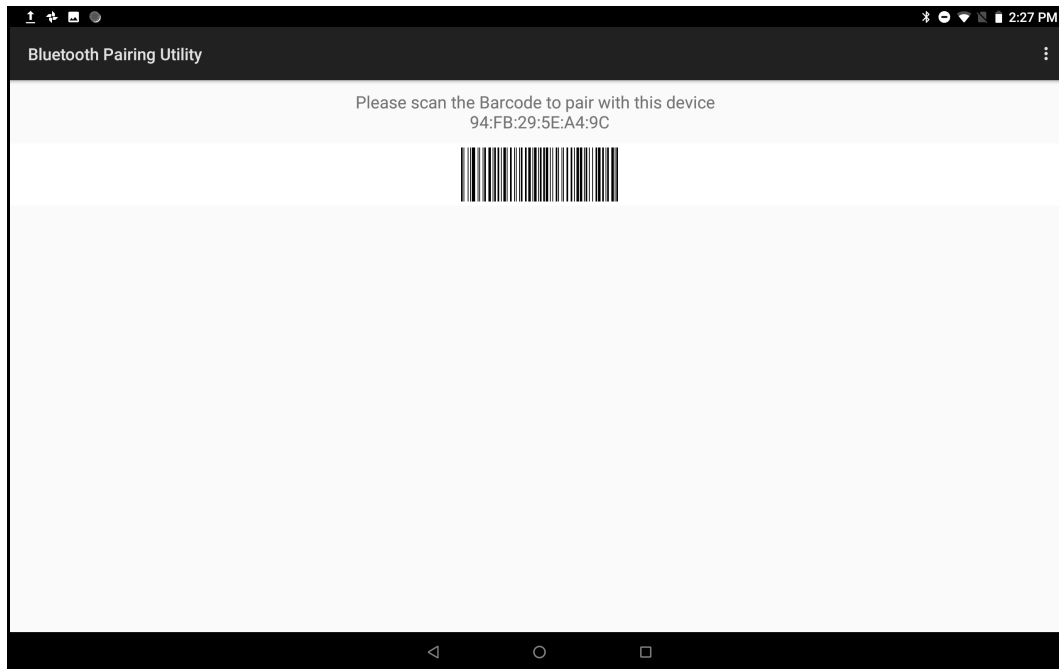 2:27 PM
Bluetooth Pairing Utility
Please scan the Barcode to pair with this device
94:FB:29:5E:A4:9C